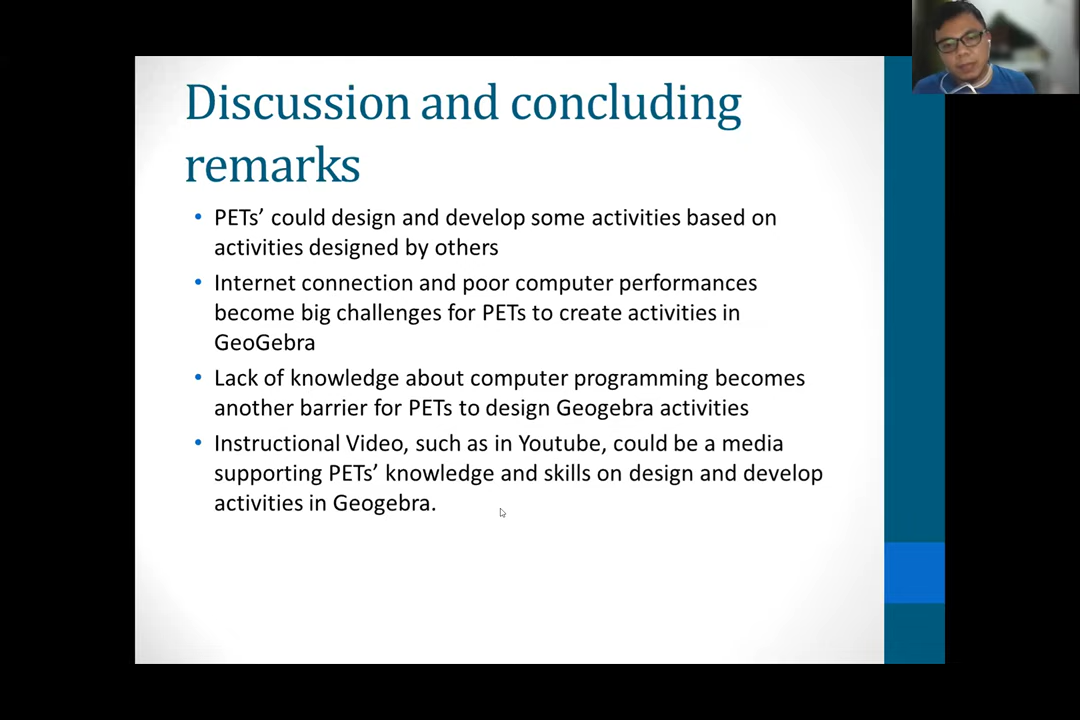 Discussion and concluding
remarks
• PETs’ could design and develop some activities based on
activities designed by others
• Internet connection and poor computer performances
become big challenges for PETs to create activities in
GeoGebra
• Lack of knowledge about computer programming becomes
another barrier for PETs to design Geogebra activities
• Instructional Video, such as in Youtube, could be a media
supporting PETs’ knowledge and skills on design and develop
activities in Geogebra.